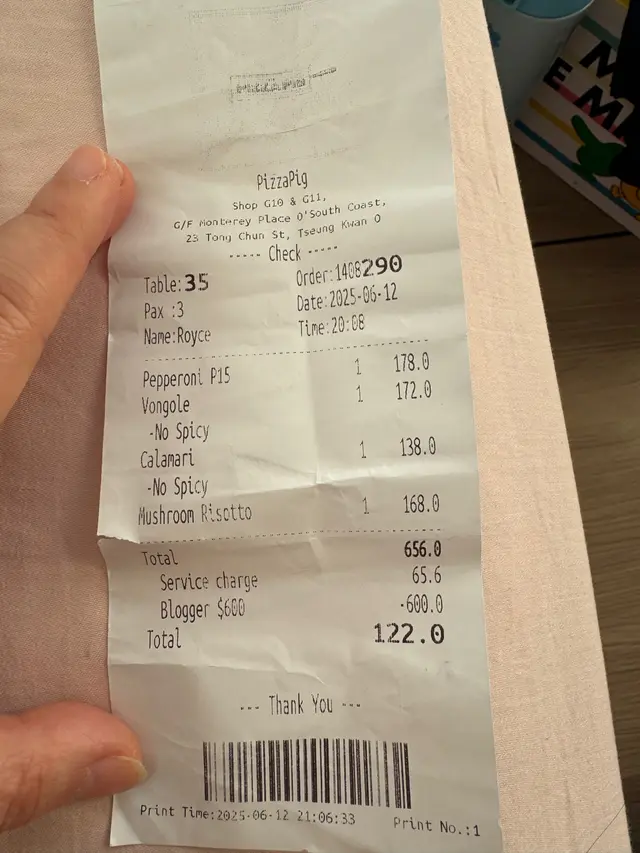 PizzaPig
Shop G10 & G11,
G/F Monterey Place O'South Coast,
23 Tong Chun St, Tseung Kwan O
----- Check -----
Table:35 Order:1408290
Pax :3 Date:2025-06-12
Name:Royce Time:20:08
Pepperoni P15 1 178.0
Vongole 1 172.0
-No Spicy
Calamari 1 138.0
-No Spicy
Mushroom Risotto 1 168.0
Total 656.0
Service charge 65.6
Blogger $600 -600.0
Total 122.0
--- Thank You ---
Print Time:2025-06-12 21:06:33 Print No.:1